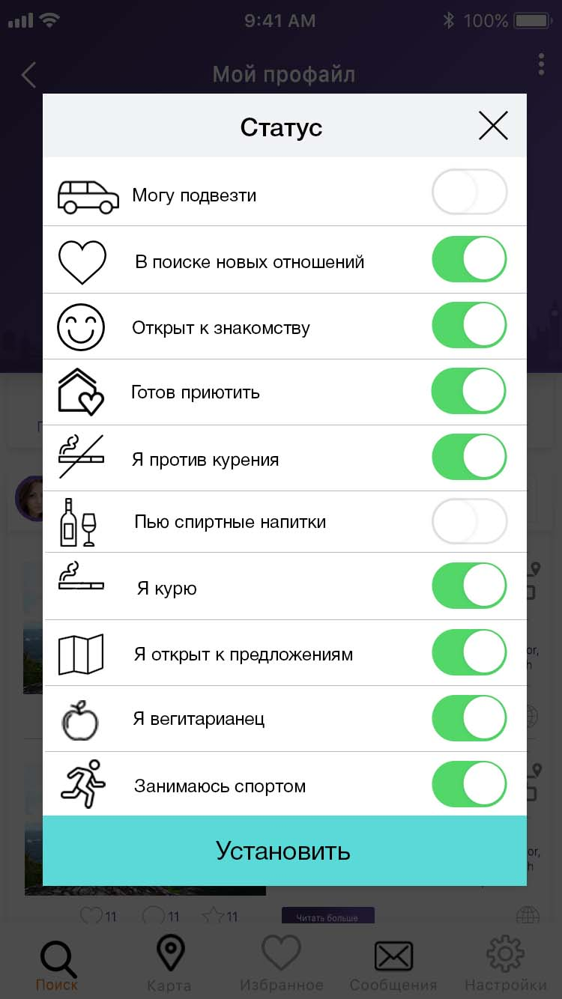 9:41 AM 100%
Мой профайл
Статус
Могу подвезти
В поиске новых отношений
Открыт к знакомству
Готов приютить
Я против курения
Пью спиртные напитки
Я курю
Я открыт к предложениям
Я вегитарианец
Занимаюсь спортом
Установить
11 11 11 Читать больше
Поиск Карта Избранное Сообщения Настройки